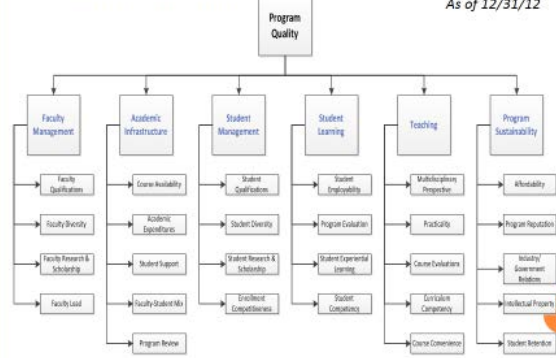 As of 12/31/12
Program
Quality
Faculty
Management
Academic
Infrastructure
Student
Management
Student
Learning
Teaching
Program
Sustainability
Faculty
Qualifications
Course Availability
Student
Qualifications
Student
Employability
Multidisciplinary
Perspective
Affordability
Faculty Diversity
Academic
Expenditures
Student Diversity
Program Evaluation
Practicality
Program Reputation
Faculty Research &
Scholarship
Student Support
Student Research &
Scholarship
Student Experiential
Learning
Course Evaluations
Industry/
Government
Relations
Faculty Load
Faculty-Student Mix
Enrollment
Competitiveness
Student
Competency
Curriculum
Competency
Intellectual Property
Program Review
Course Convenience
Student Retention